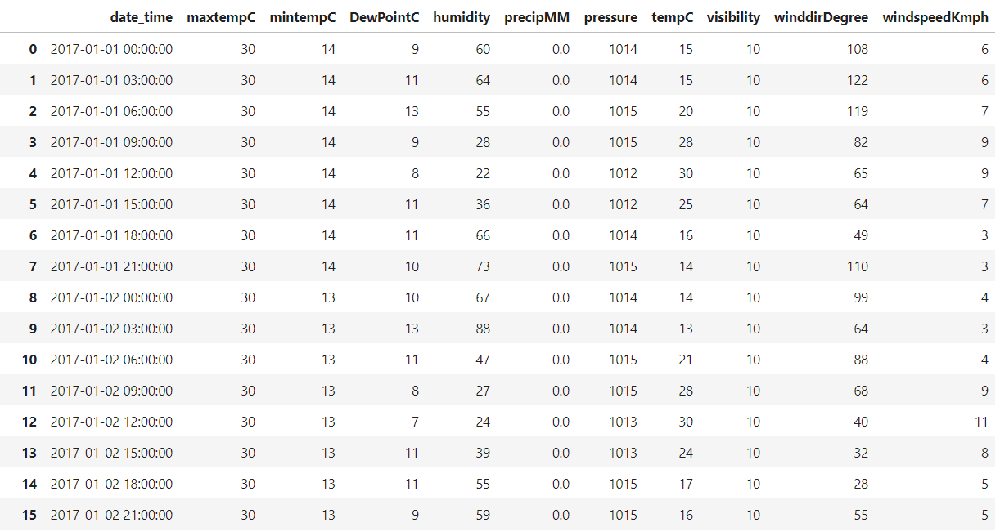 date_time maxtempC mintempC DewPointC humidity precipMM pressure tempC visibility winddirDegree windspeedKmph
0 2017-01-01 00:00:00 30 14 9 60 0.0 1014 15 10 108 6
1 2017-01-01 03:00:00 30 14 11 64 0.0 1014 15 10 122 6
2 2017-01-01 06:00:00 30 14 13 55 0.0 1015 20 10 119 7
3 2017-01-01 09:00:00 30 14 9 28 0.0 1015 28 10 82 9
4 2017-01-01 12:00:00 30 14 8 22 0.0 1012 30 10 65 9
5 2017-01-01 15:00:00 30 14 11 36 0.0 1012 25 10 64 7
6 2017-01-01 18:00:00 30 14 11 66 0.0 1014 16 10 49 3
7 2017-01-01 21:00:00 30 14 10 73 0.0 1015 14 10 110 3
8 2017-01-02 00:00:00 30 13 10 67 0.0 1014 14 10 99 4
9 2017-01-02 03:00:00 30 13 13 88 0.0 1014 13 10 64 3
10 2017-01-02 06:00:00 30 13 11 47 0.0 1015 21 10 88 4
11 2017-01-02 09:00:00 30 13 8 27 0.0 1015 28 10 68 9
12 2017-01-02 12:00:00 30 13 7 24 0.0 1013 30 10 40 11
13 2017-01-02 15:00:00 30 13 11 39 0.0 1013 24 10 32 8
14 2017-01-02 18:00:00 30 13 11 55 0.0 1015 17 10 28 5
15 2017-01-02 21:00:00 30 13 9 59 0.0 1015 16 10 55 5